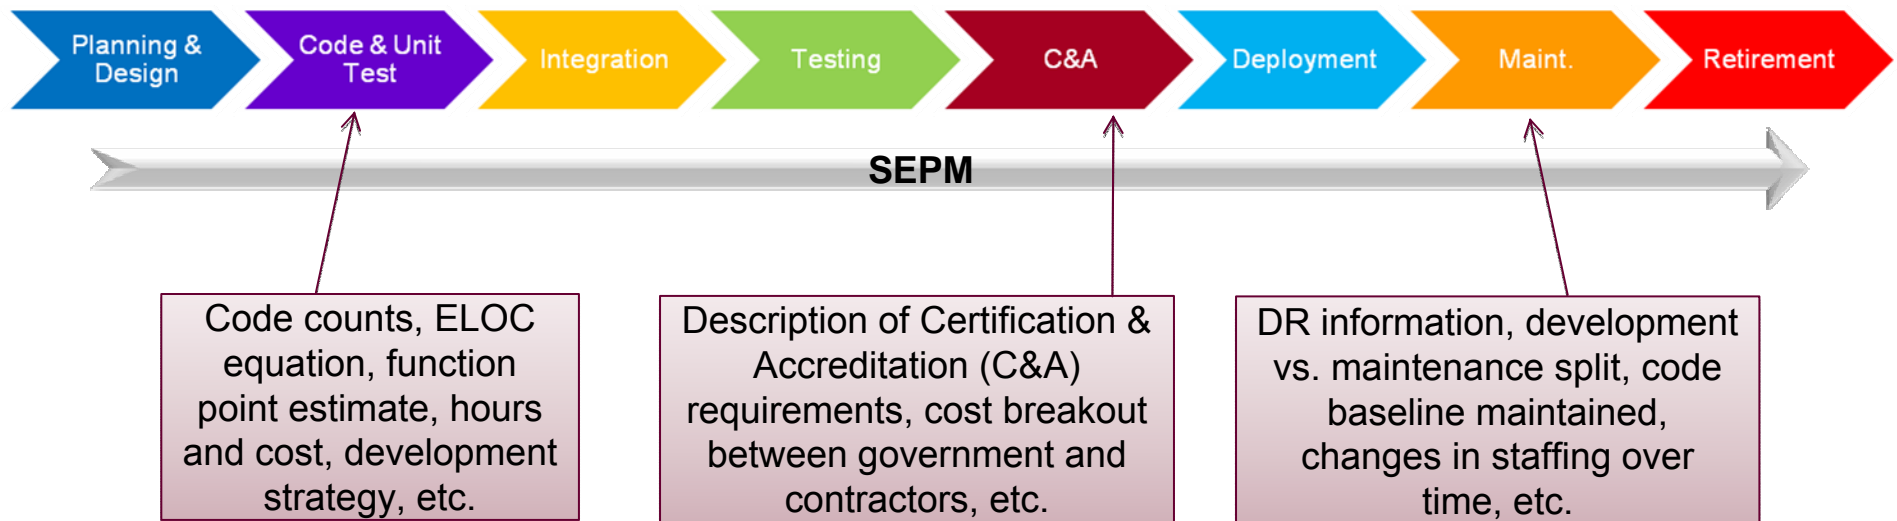 Planning &
Design
Code & Unit
Test
Integration
Testing
C&A
Deployment
Maint.
Retirement
SEPM
Code counts, ELOC
equation, function
point estimate, hours
and cost, development
strategy, etc.
Description of Certification &
Accreditation (C&A)
requirements, cost breakout
between government and
contractors, etc.
DR information, development
vs. maintenance split, code
baseline maintained,
changes in staffing over
time, etc.